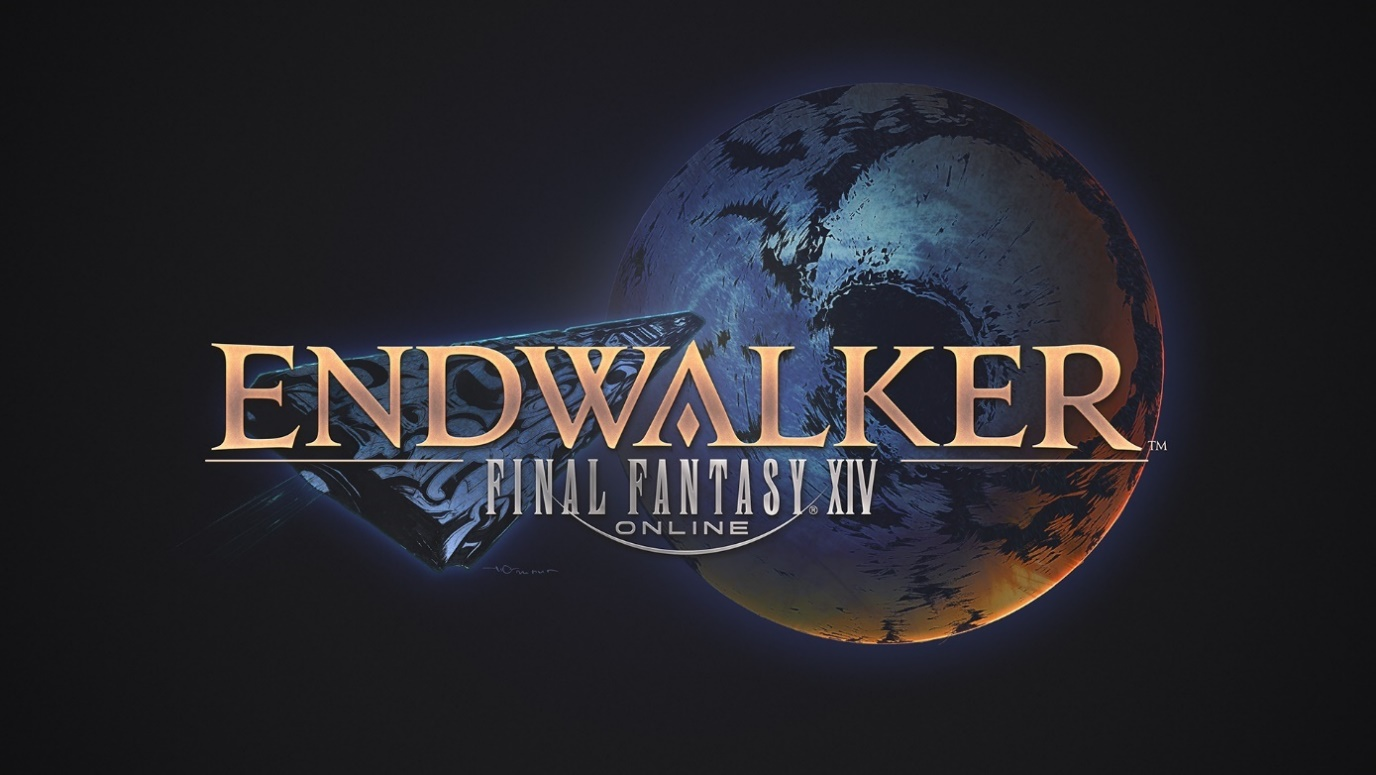 ENDWALKER™
FINAL FANTASY® XIV
ONLINE